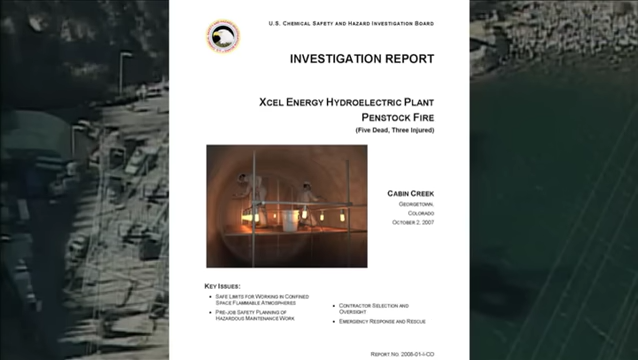 U.S. CHEMICAL SAFETY AND HAZARD INVESTIGATION BOARD
INVESTIGATION REPORT
XCEL ENERGY HYDROELECTRIC PLANT
PENSTOCK FIRE
(Five Dead, Three Injured)
CABIN CREEK
GEORGETOWN,
COLORADO
OCTOBER 2, 2007
KEY ISSUES:
• SAFE LIMITS FOR WORKING IN CONFINED
SPACE FLAMMABLE ATMOSPHERES
• PRE-JOB SAFETY PLANNING OF
HAZARDOUS MAINTENANCE WORK
• CONTRACTOR SELECTION AND
OVERSIGHT
• EMERGENCY RESPONSE AND RESCUE
REPORT NO. 2008-01-I-CO